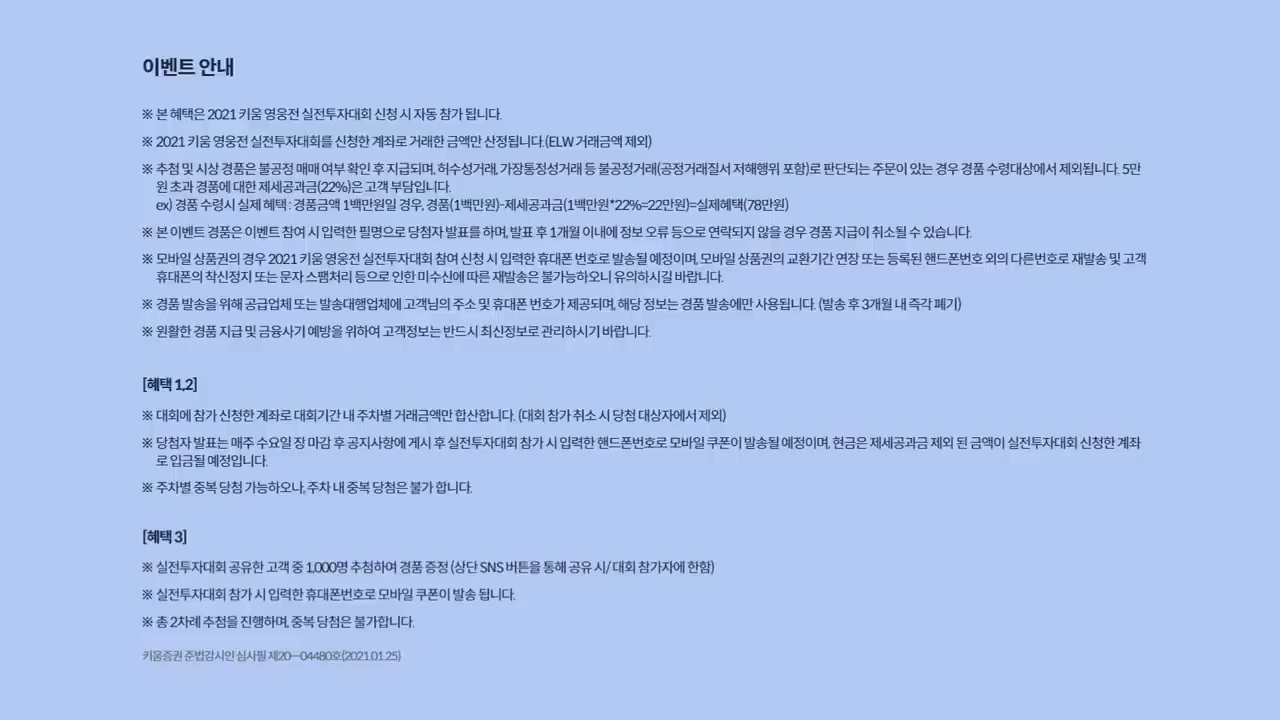 이벤트 안내
※ 본 혜택은 2021 키움 영웅전 실전투자대회 신청 시 자동 참가 됩니다.
※ 2021 키움 영웅전 실전투자대회를 신청한 계좌로 거래한 금액만 산정됩니다.(ELW 거래금액 제외)
※ 추첨 및 시상 경품은 불공정 매매 여부 확인 후 지급되며, 허수성거래, 가장통정성거래 등 불공정거래(공정거래질서 저해행위 포함)로 판단되는 주문이 있는 경우 경품 수령대상에서 제외됩니다. 5만
원 초과 경품에 대한 제세공과금(22%)은 고객 부담입니다.
ex) 경품 수령시 실제 혜택 : 경품금액 1백만원일 경우, 경품(1백만원)-제세공과금(1백만원*22%=22만원)=실제혜택(78만원)
※ 본 이벤트 경품은 이벤트 참여 시 입력한 필명으로 당첨자 발표를 하며, 발표 후 1개월 이내에 정보 오류 등으로 연락되지 않을 경우 경품 지급이 취소될 수 있습니다.
※ 모바일 상품권의 경우 2021 키움 영웅전 실전투자대회 참여 신청 시 입력한 휴대폰 번호로 발송될 예정이며, 모바일 상품권의 교환기간 연장 또는 등록된 핸드폰번호 외의 다른번호로 재발송 및 고객
휴대폰의 착신정지 또는 문자 스팸처리 등으로 인한 미수신에 따른 재발송은 불가능하오니 유의하시길 바랍니다.
※ 경품 발송을 위해 공급업체 또는 발송대행업체에 고객님의 주소 및 휴대폰 번호가 제공되며, 해당 정보는 경품 발송에만 사용됩니다. (발송 후 3개월 내 즉각 폐기)
※ 원활한 경품 지급 및 금융사기 예방을 위하여 고객정보는 반드시 최신정보로 관리하시기 바랍니다.
[혜택 1,2]
※ 대회에 참가 신청한 계좌로 대회기간 내 주차별 거래금액만 합산합니다. (대회 참가 취소 시 당첨 대상자에서 제외)
※ 당첨자 발표는 매주 수요일 장 마감 후 공지사항에 게시 후 실전투자대회 참가 시 입력한 핸드폰번호로 모바일 쿠폰이 발송될 예정이며, 현금은 제세공과금 제외 된 금액이 실전투자대회 신청한 계좌
로 입금될 예정입니다.
※ 주차별 중복 당첨 가능하오나, 주차 내 중복 당첨은 불가 합니다.
[혜택 3]
※ 실전투자대회 공유한 고객 중 1,000명 추첨하여 경품 증정 (상단 SNS 버튼을 통해 공유 시/ 대회 참가자에 한함)
※ 실전투자대회 참가 시 입력한 휴대폰번호로 모바일 쿠폰이 발송 됩니다.
※ 총 2차례 추첨을 진행하며, 중복 당첨은 불가합니다.
키움증권 준법감시인 심사필 제20-04480호(2021.01.25)